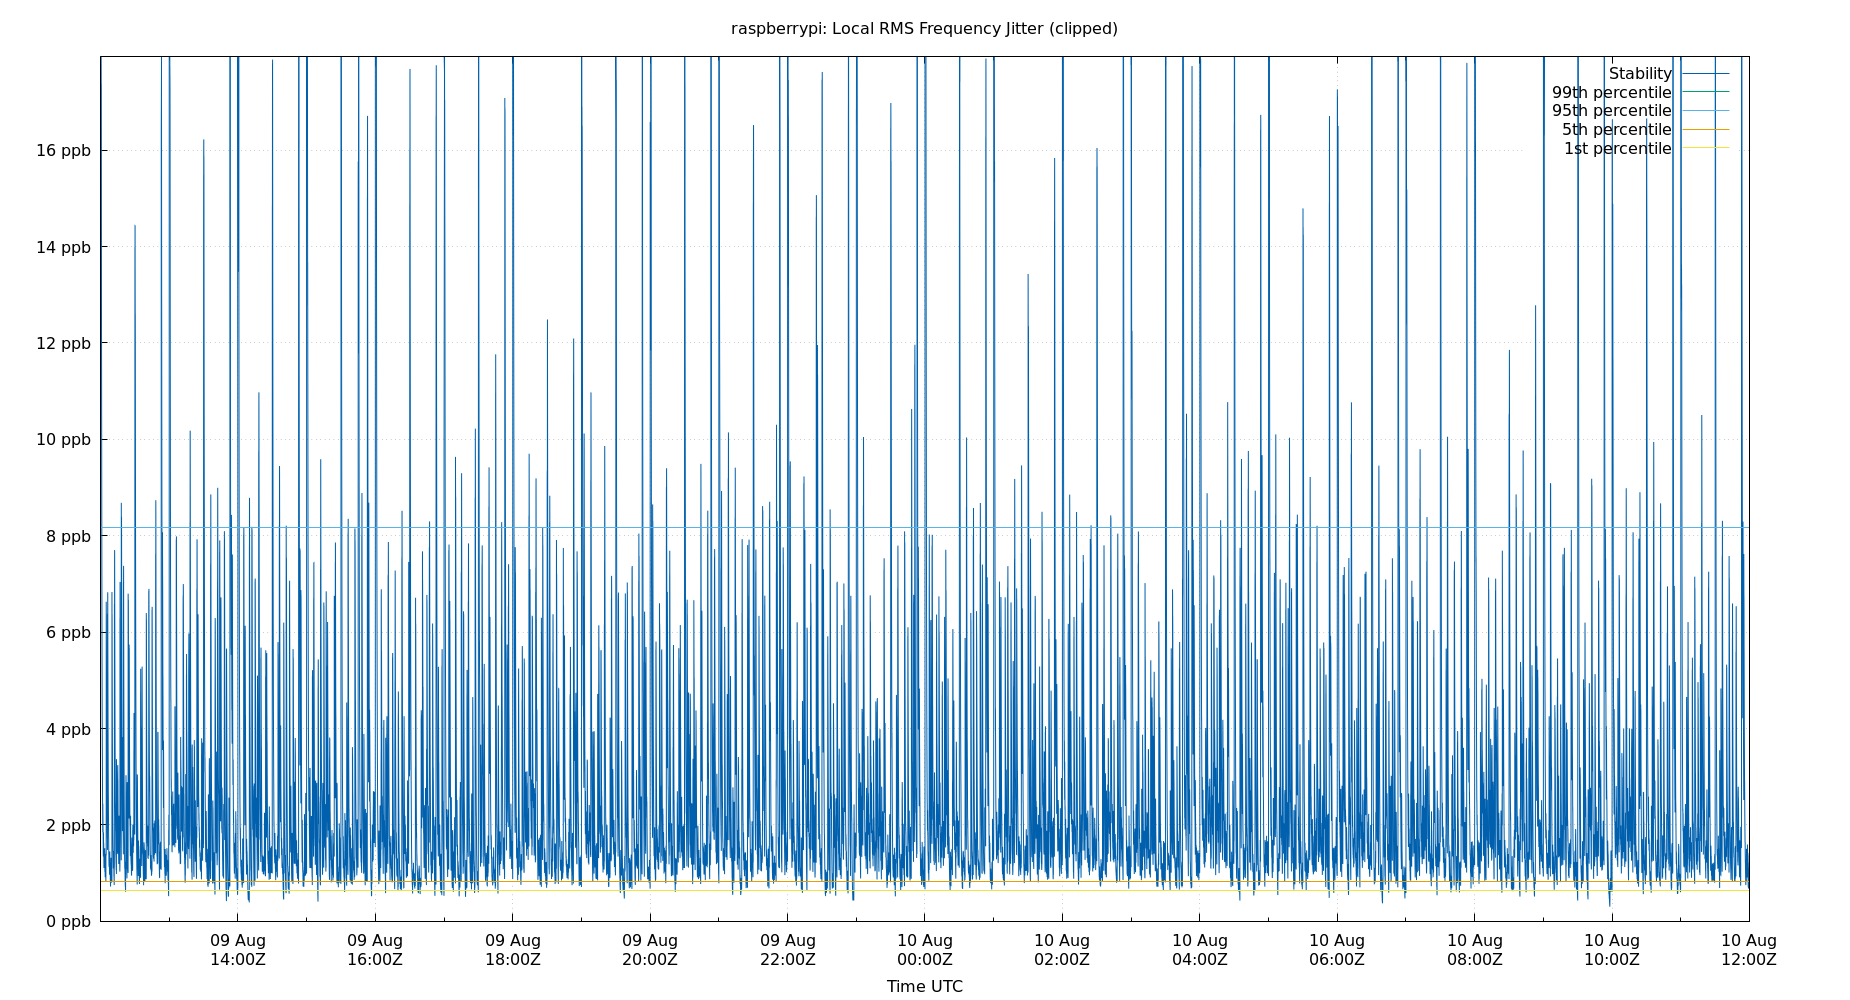 raspberrypi: Local RMS Frequency Jitter (clipped)
Stability
99th percentile
95th percentile
5th percentile
1st percentile
16 ppb
14 ppb
12 ppb
10 ppb
8 ppb
6 ppb
4 ppb
2 ppb
0 ppb
09 Aug
14:00Z
09 Aug
16:00Z
09 Aug
18:00Z
09 Aug
20:00Z
09 Aug
22:00Z
10 Aug
00:00Z
10 Aug
02:00Z
10 Aug
04:00Z
10 Aug
06:00Z
10 Aug
08:00Z
10 Aug
10:00Z
10 Aug
12:00Z
Time UTC